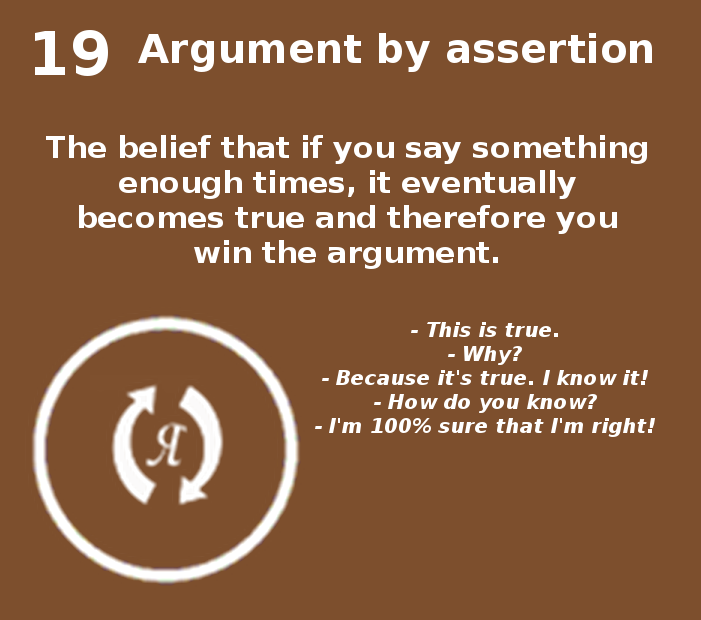 19 Argument by assertion
The belief that if you say something
enough times, it eventually
becomes true and therefore you
win the argument.
- This is true.
- Why?
- Because it's true. I know it!
- How do you know?
- I'm 100% sure that I'm right!
Я